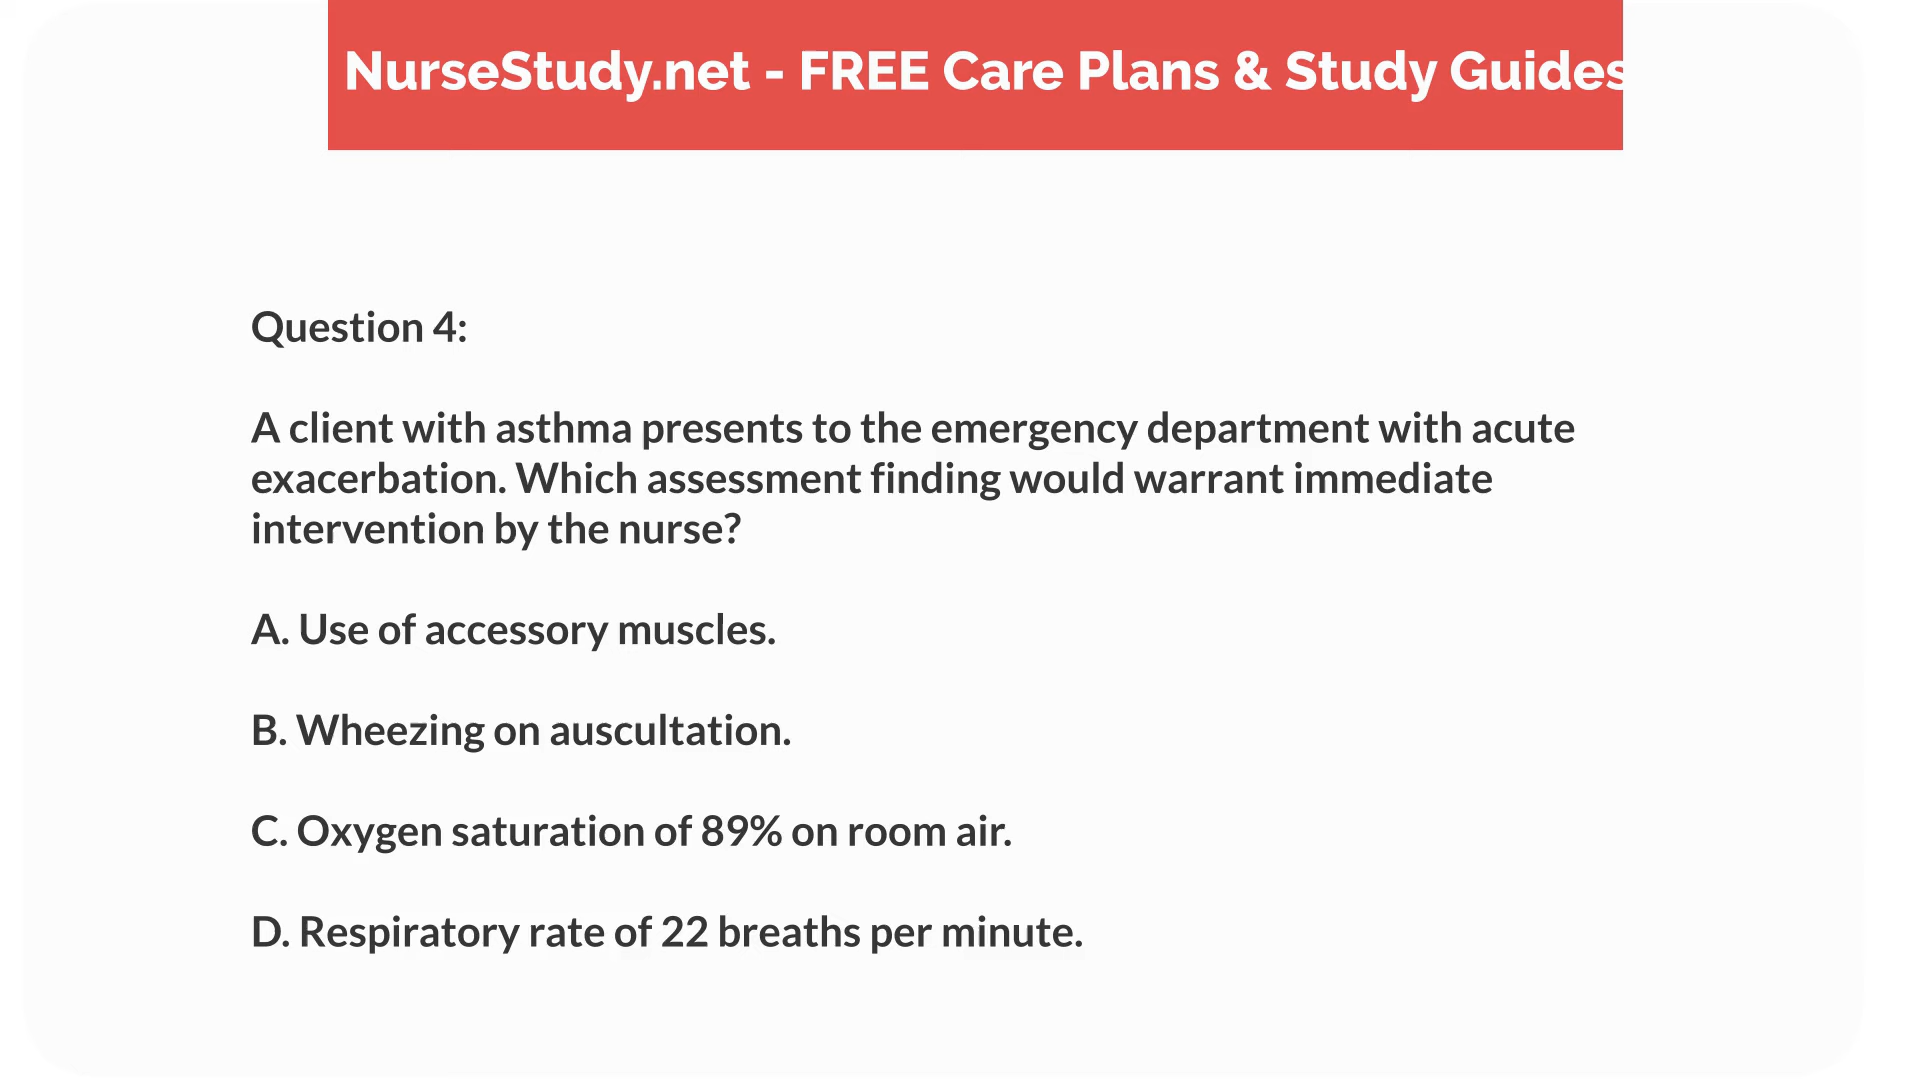 NurseStudy.net - FREE Care Plans & Study Guides
Question 4:
A client with asthma presents to the emergency department with acute
exacerbation. Which assessment finding would warrant immediate
intervention by the nurse?
A. Use of accessory muscles.
B. Wheezing on auscultation.
C. Oxygen saturation of 89% on room air.
D. Respiratory rate of 22 breaths per minute.